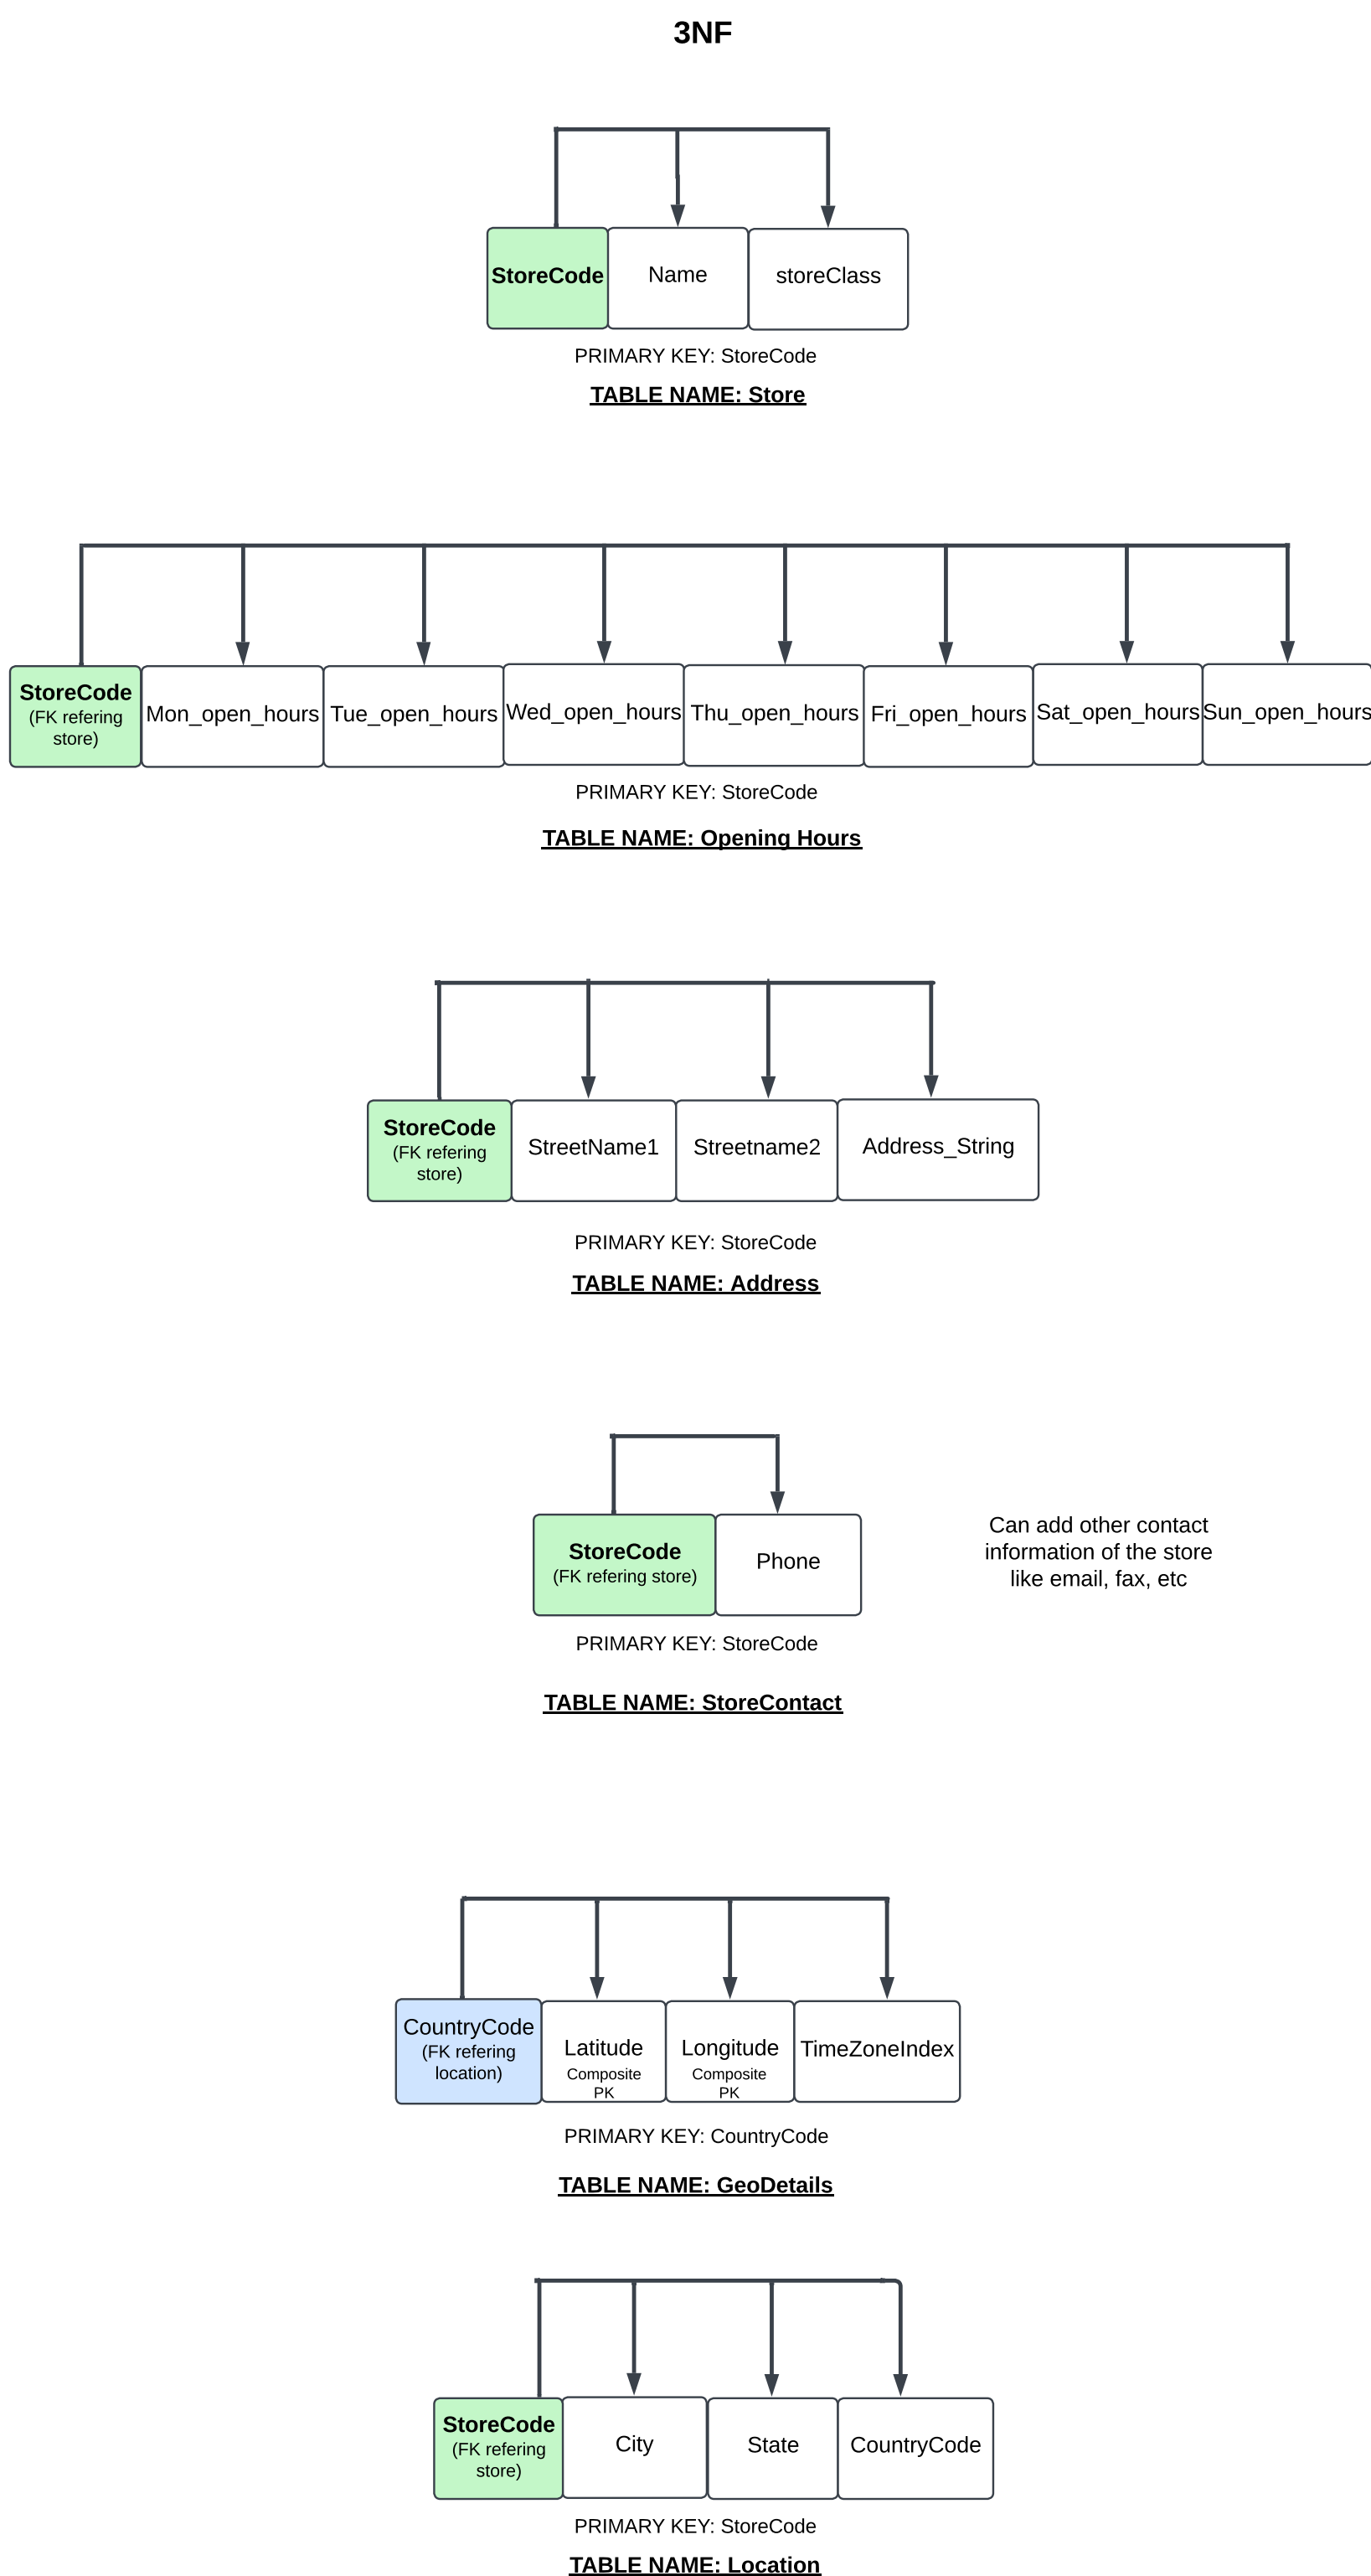 3NF
StoreCode
Name
storeClass
PRIMARY KEY: StoreCode
TABLE NAME: Store
StoreCode
(FK refering
store)
Mon_open_hours
Tue_open_hours
Wed_open_hours
Thu_open_hours
Fri_open_hours
Sat_open_hours
Sun_open_hours
PRIMARY KEY: StoreCode
TABLE NAME: Opening Hours
StoreCode
(FK refering
store)
StreetName1
Streetname2
Address_String
PRIMARY KEY: StoreCode
TABLE NAME: Address
StoreCode
(FK refering store)
Phone
Can add other contact
information of the store
like email, fax, etc
PRIMARY KEY: StoreCode
TABLE NAME: StoreContact
CountryCode
(FK refering
location)
Latitude
Composite
PK
Longitude
Composite
PK
TimeZoneIndex
PRIMARY KEY: CountryCode
TABLE NAME: GeoDetails
StoreCode
(FK refering
store)
City
State
CountryCode
PRIMARY KEY: StoreCode
TABLE NAME: Location